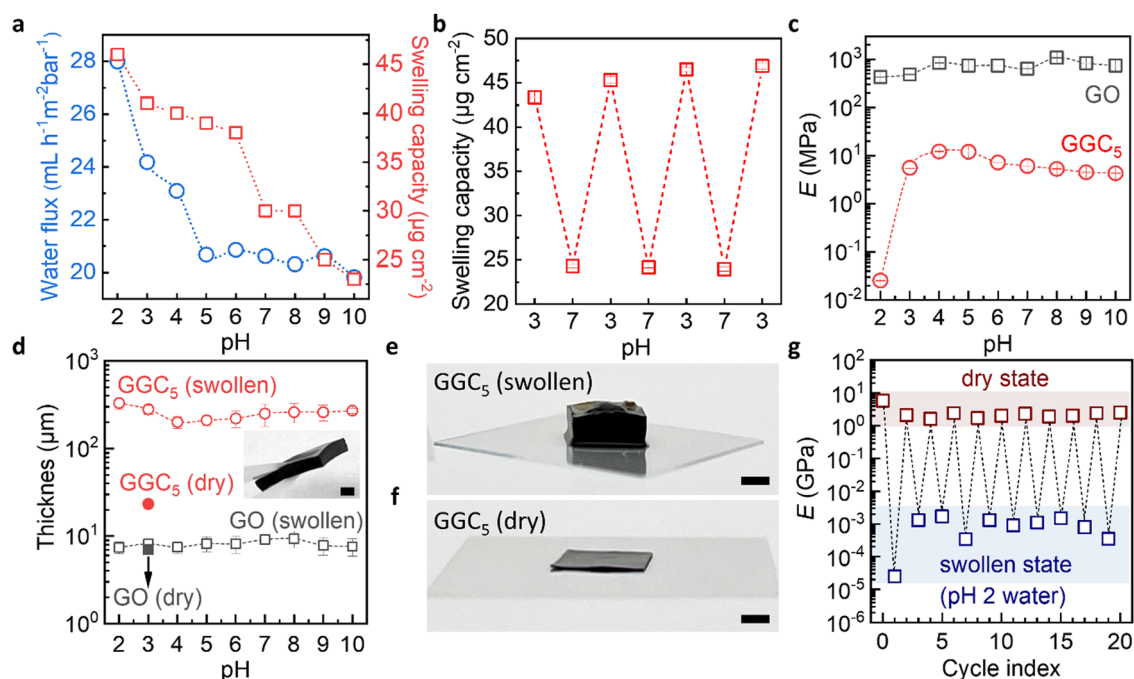 a
28
26
24
22
20
Water flux (mL h⁻¹m⁻²bar⁻¹)
45
40
35
30
25
Swelling capacity (µg cm⁻²)
2 3 4 5 6 7 8 9 10
pH
b
50
45
40
35
30
25
20
Swelling capacity (µg cm⁻²)
3 7 3 7 3 7 3
pH
c
10³
10²
10¹
10⁰
10⁻¹
10⁻²
E (MPa)
GO
GGC₅
2 3 4 5 6 7 8 9 10
pH
d
10³
10²
10¹
10⁰
Thicknes (µm)
GGC₅ (swollen)
GGC₅ (dry)
GO (swollen)
GO (dry)
2 3 4 5 6 7 8 9 10
pH
e
GGC₅ (swollen)
f
GGC₅ (dry)
g
10²
10¹
10⁰
10⁻¹
10⁻²
10⁻³
10⁻⁴
10⁻⁵
10⁻⁶
E (GPa)
dry state
swollen state
(pH 2 water)
0 5 10 15 20
Cycle index